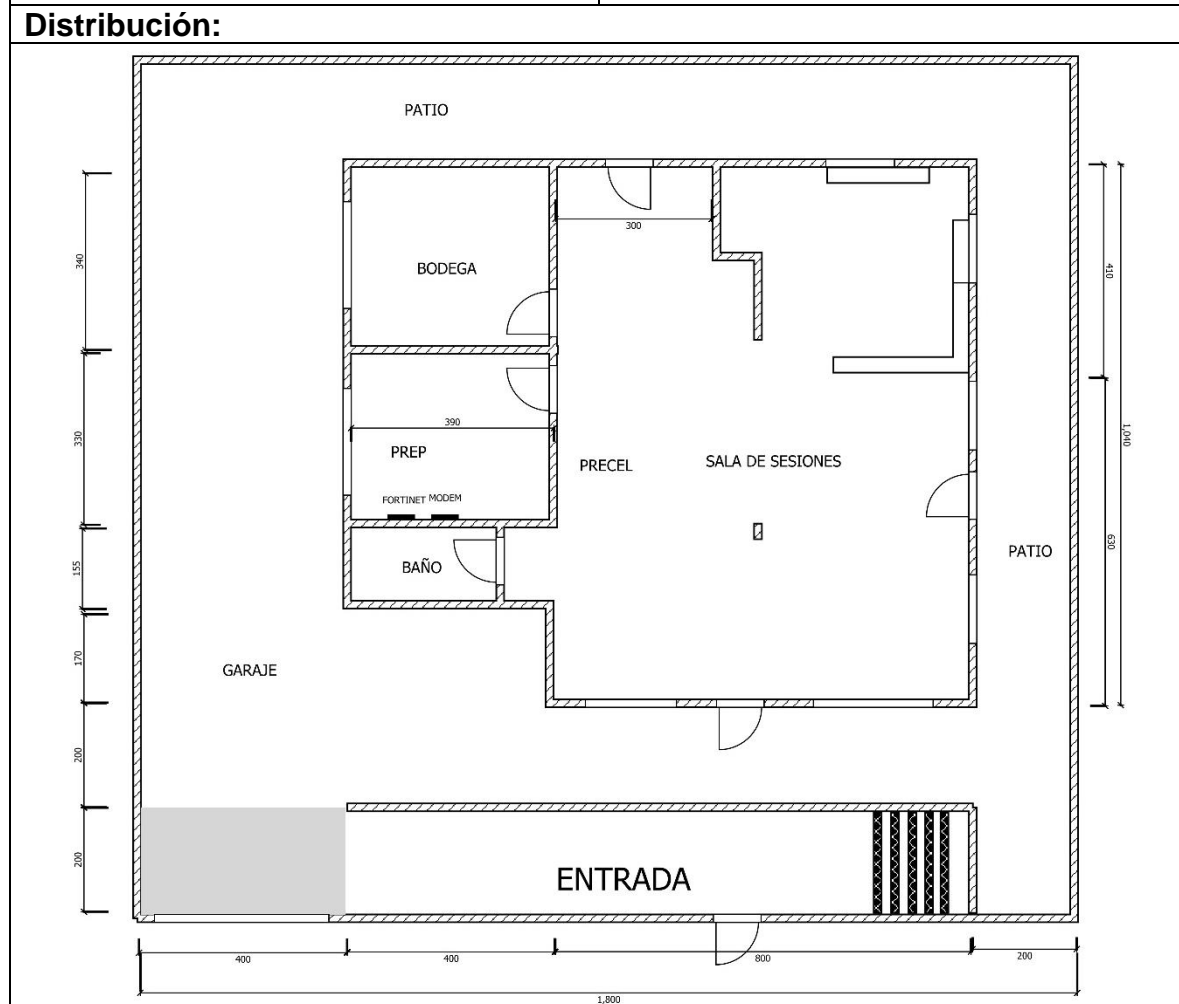 Distribución:
PATIO
300
340
BODEGA
410
390
330
PREP
PRECEL
SALA DE SESIONES
1,040
FORTINET MODEM
155
BAÑO
PATIO
630
170
GARAJE
200
200
ENTRADA
400
400
800
200
1,800